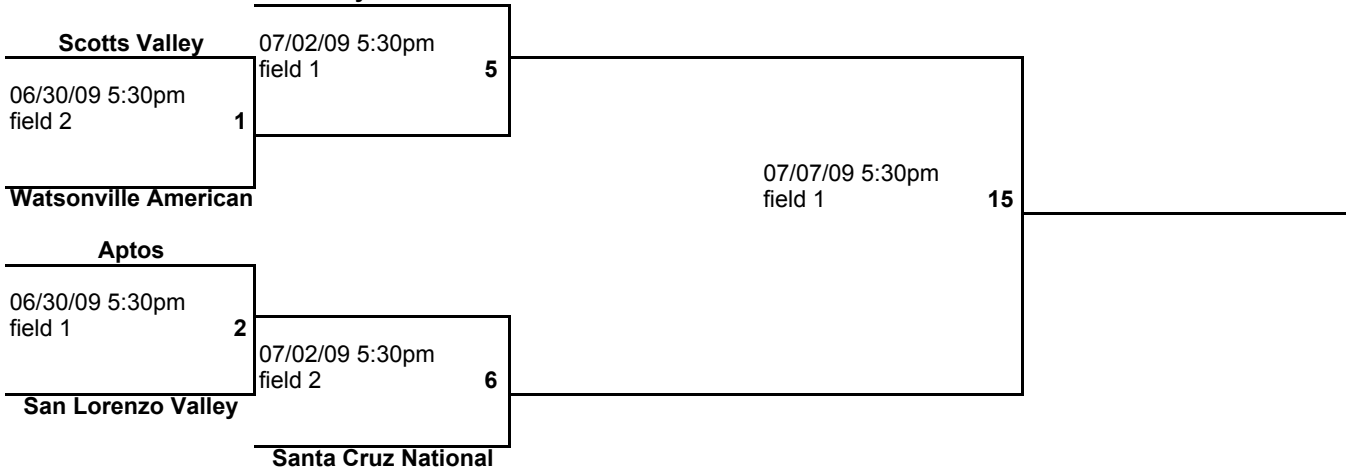 Scotts Valley
07/02/09 5:30pm
field 1 5
06/30/09 5:30pm
field 2 1
Watsonville American
07/07/09 5:30pm
field 1 15
Aptos
06/30/09 5:30pm
field 1 2
07/02/09 5:30pm
field 2 6
San Lorenzo Valley
Santa Cruz National